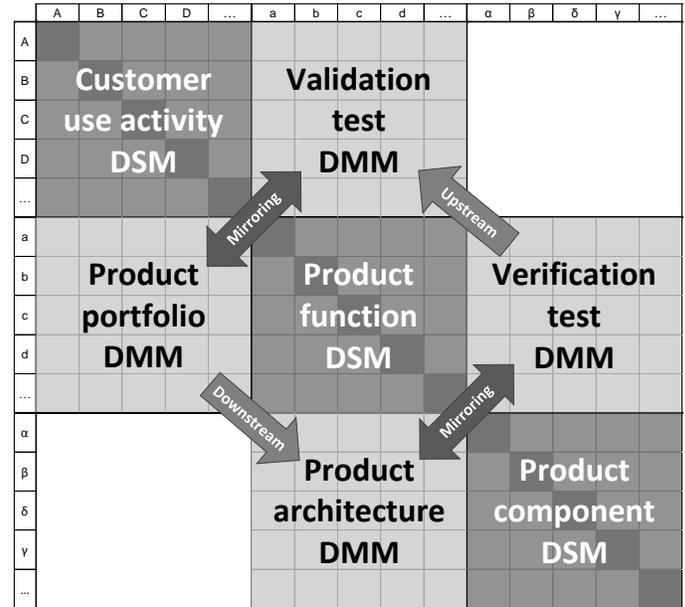 A B C D ... a b c d ... α β δ γ ...
A
B
C
D
...
a
b
c
d
...
α
β
δ
γ
...
Customer
use activity
DSM
Validation
test
DMM
Mirroring
Upstream
Product
portfolio
DMM
Product
function
DSM
Verification
test
DMM
Downstream
Mirroring
Product
architecture
DMM
Product
component
DSM